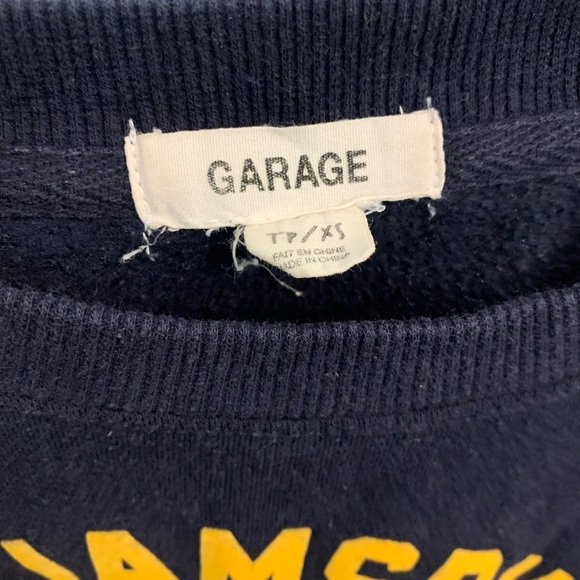 GARAGE
TP/XS
FAIT EN CHINE
MADE IN CHINA